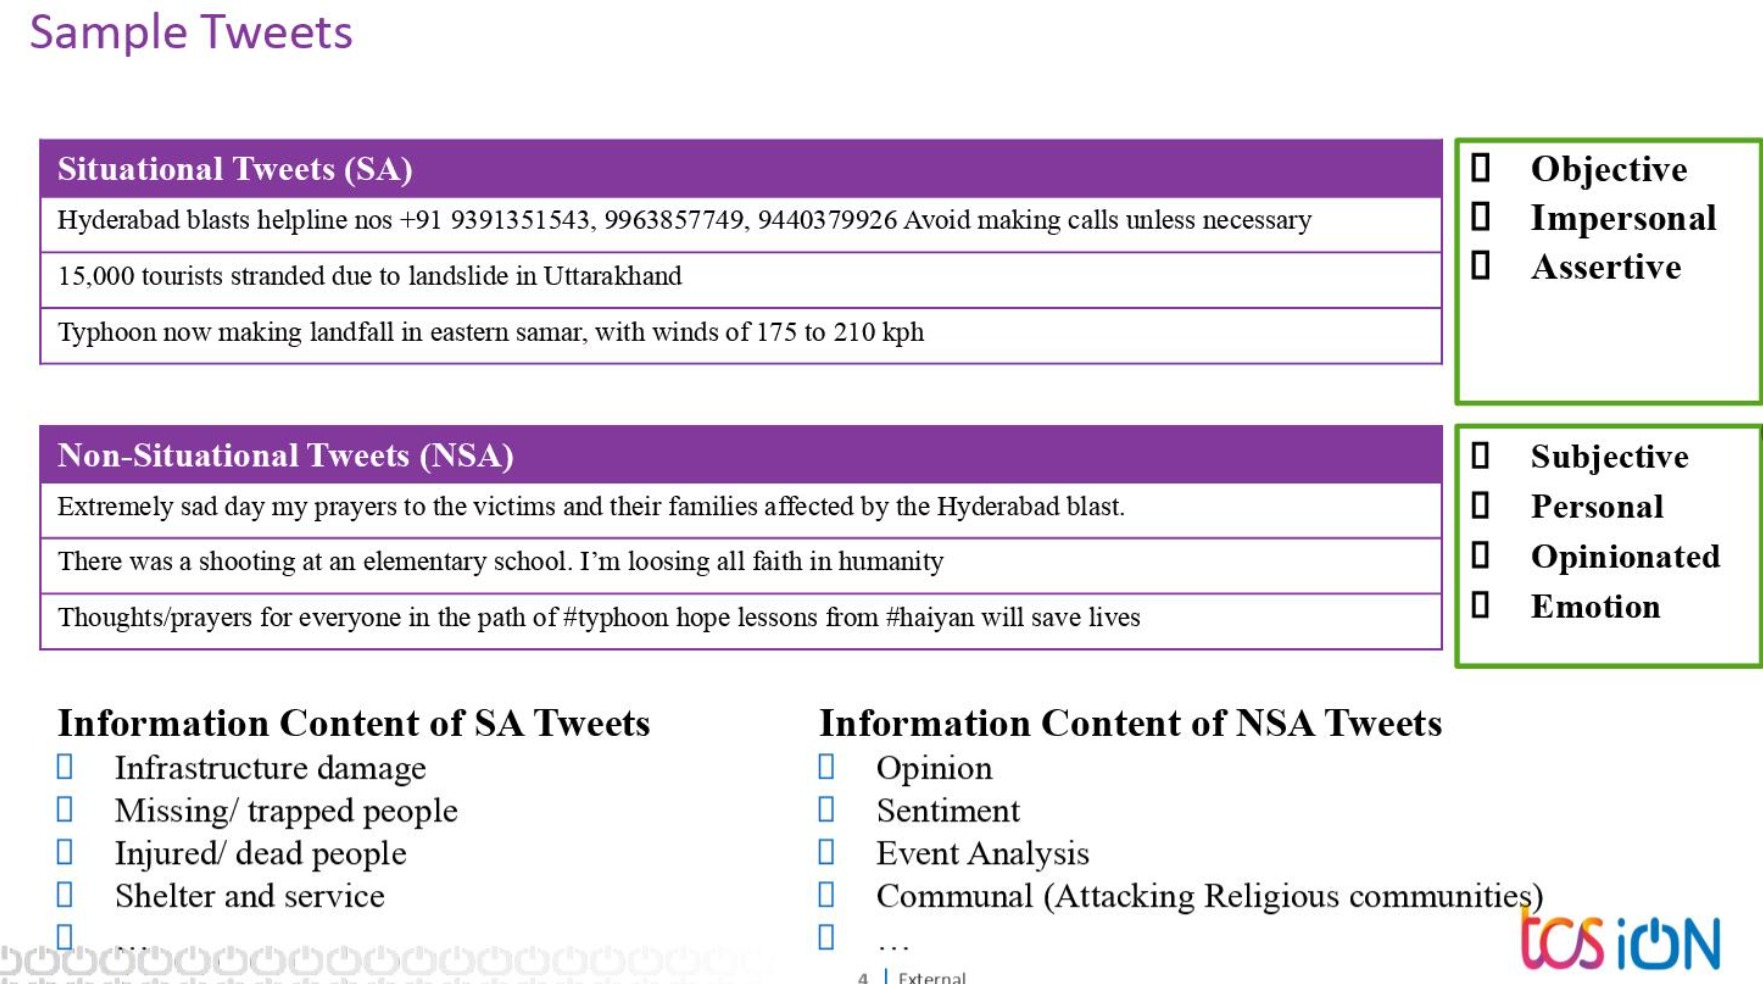 Sample Tweets
Situational Tweets (SA)
Hyderabad blasts helpline nos +91 9391351543, 9963857749, 9440379926 Avoid making calls unless necessary
15,000 tourists stranded due to landslide in Uttarakhand
Typhoon now making landfall in eastern samar, with winds of 175 to 210 kph
Objective
Impersonal
Assertive
Non-Situational Tweets (NSA)
Extremely sad day my prayers to the victims and their families affected by the Hyderabad blast.
There was a shooting at an elementary school. I’m loosing all faith in humanity
Thoughts/prayers for everyone in the path of #typhoon hope lessons from #haiyan will save lives
Subjective
Personal
Opinionated
Emotion
Information Content of SA Tweets
Infrastructure damage
Missing/ trapped people
Injured/ dead people
Shelter and service
…
Information Content of NSA Tweets
Opinion
Sentiment
Event Analysis
Communal (Attacking Religious communities)
…
tcs iON
4 | External